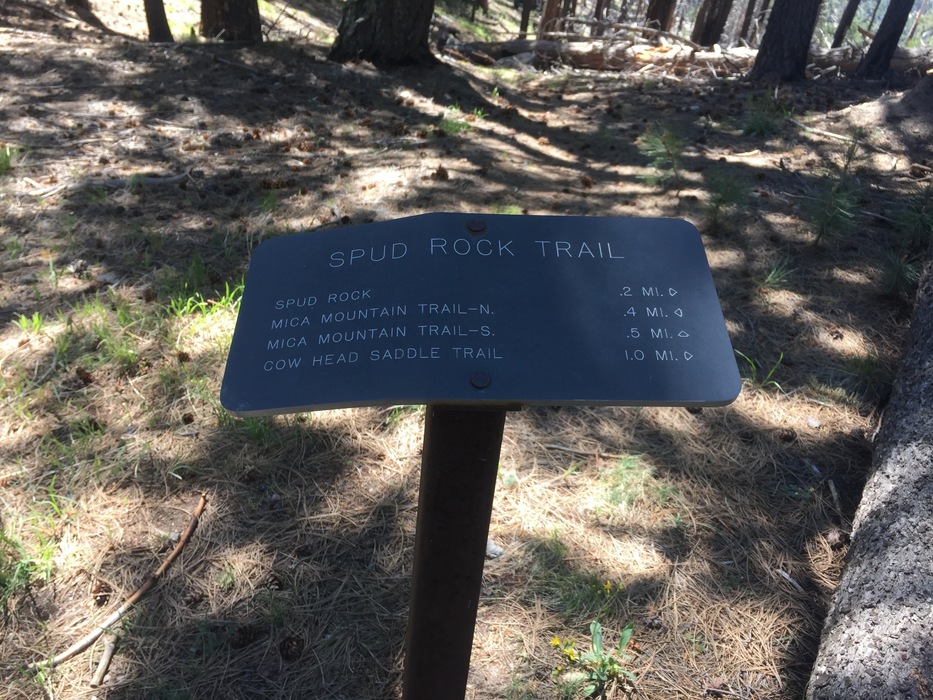 SPUD ROCK TRAIL
SPUD ROCK .2 MI. ▷
MICA MOUNTAIN TRAIL-N. .4 MI. ◁
MICA MOUNTAIN TRAIL-S. .5 MI. △
COW HEAD SADDLE TRAIL 1.0 MI. ▷